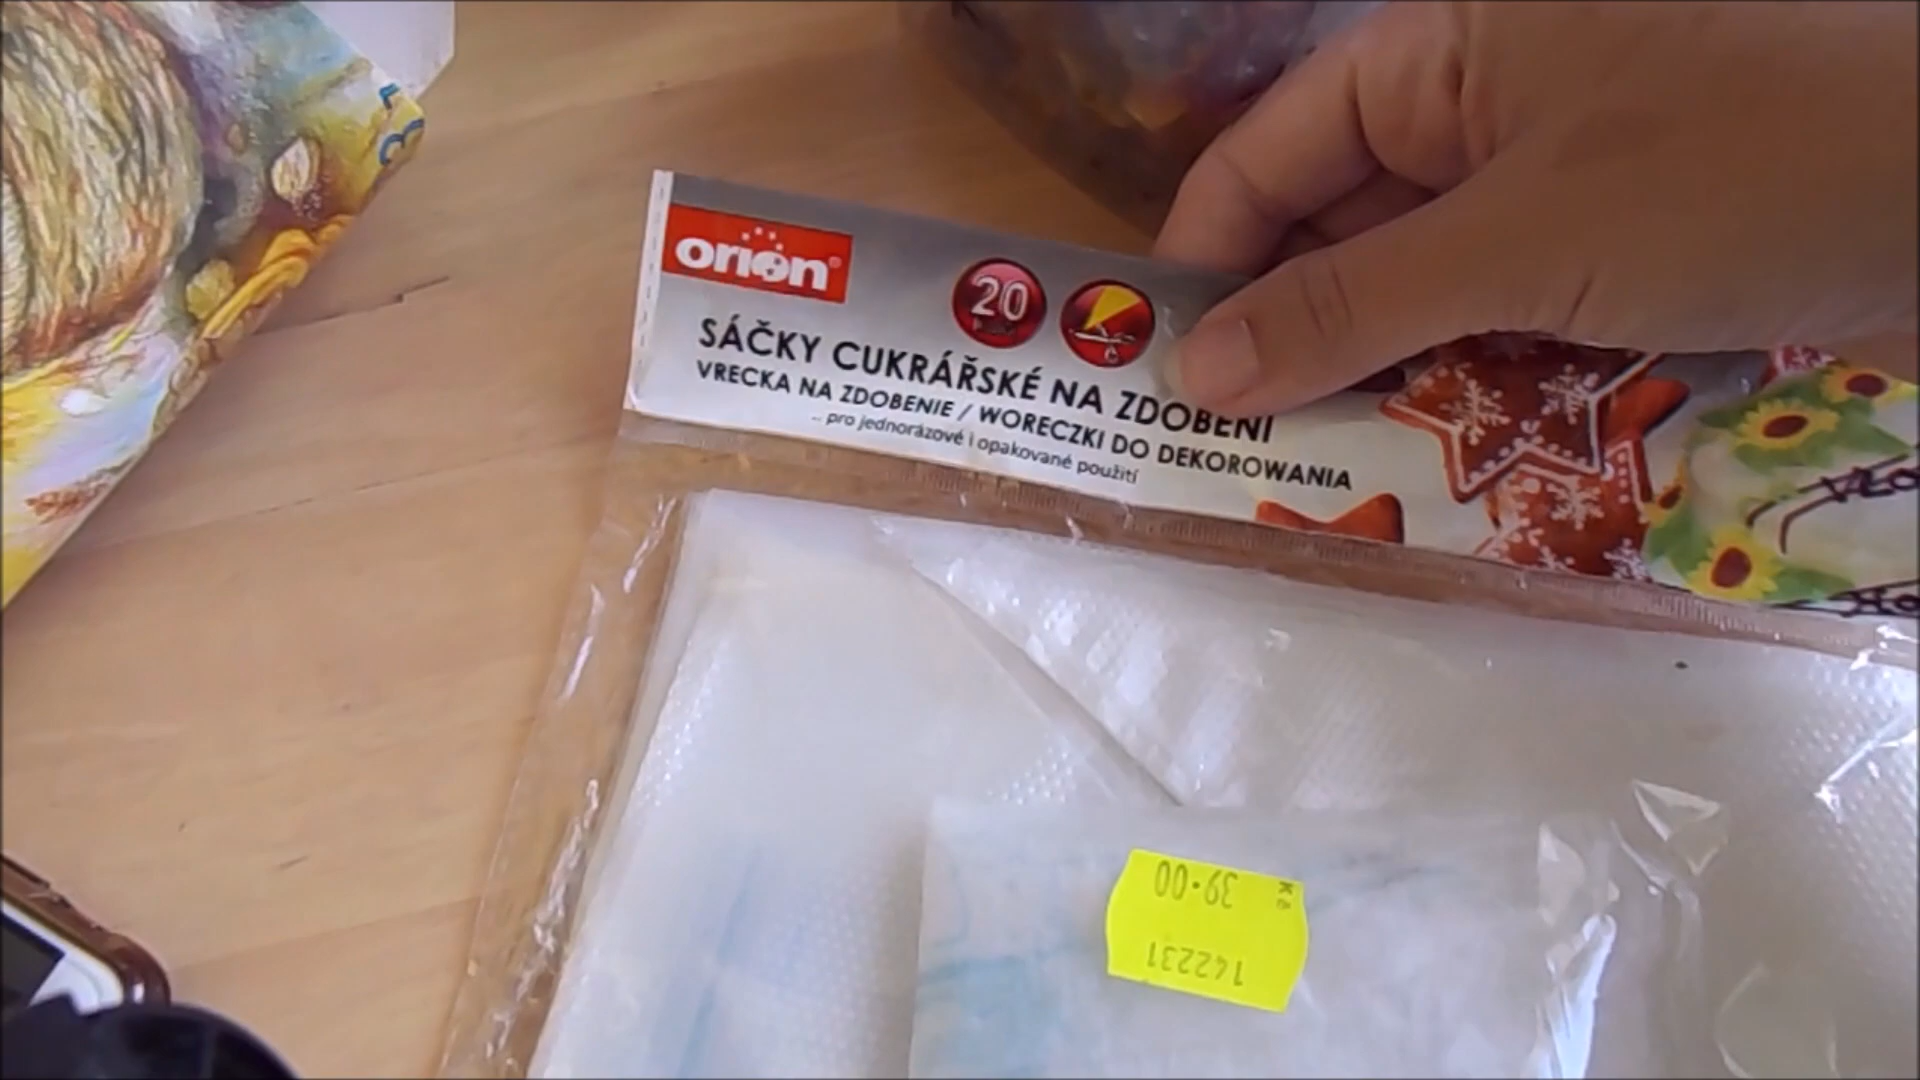 orion®
20
SÁČKY CUKRÁŘSKÉ NA ZDOBENÍ
VRECKA NA ZDOBENIE / WORECZKI DO DEKOROWANIA
.. pro jednorázové i opakované použití
Kč
39.00
142231